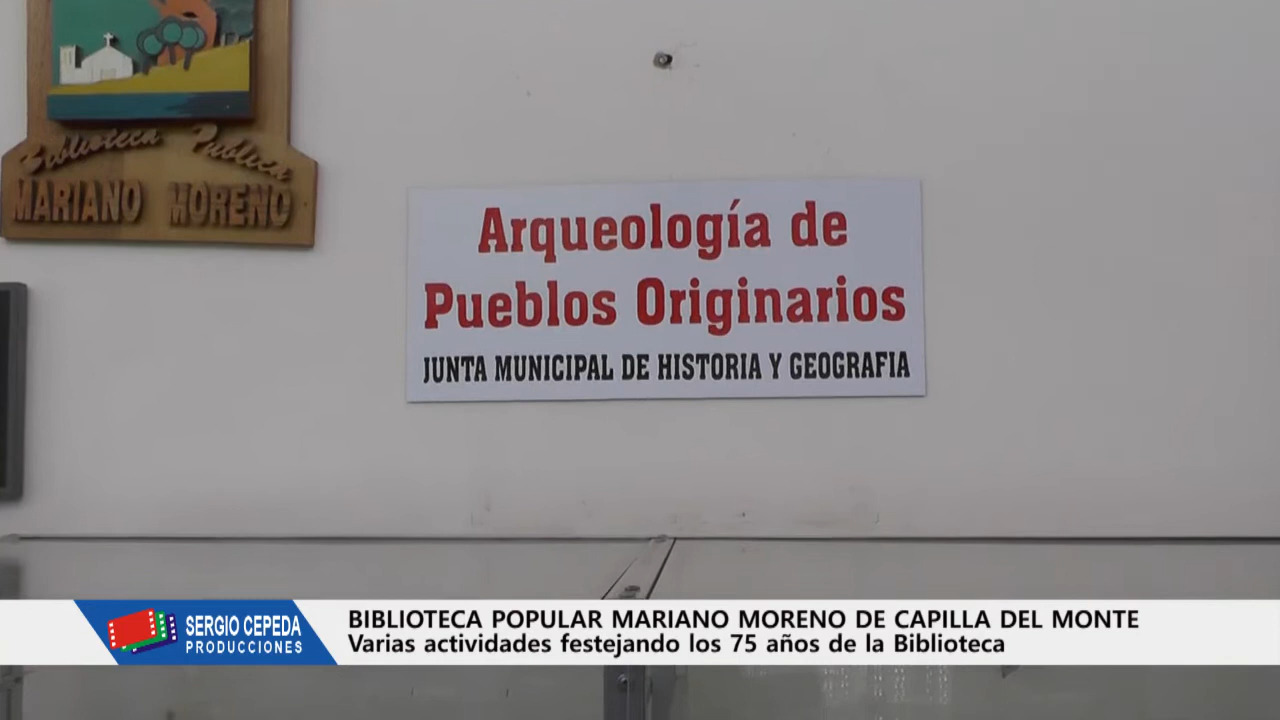 Biblioteca Publica
MARIANO MORENO
Arqueología de
Pueblos Originarios
JUNTA MUNICIPAL DE HISTORIA Y GEOGRAFIA
SERGIO CEPEDA
PRODUCCIONES
BIBLIOTECA POPULAR MARIANO MORENO DE CAPILLA DEL MONTE
Varias actividades festejando los 75 años de la Biblioteca